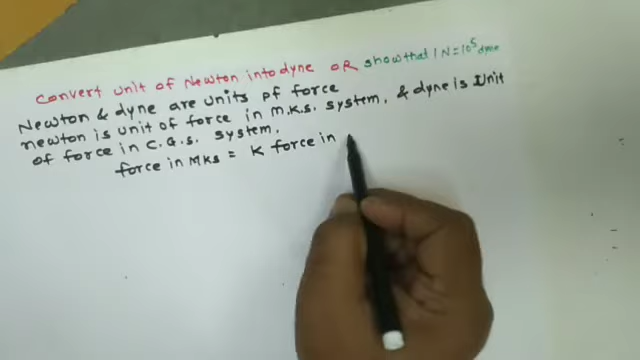 Convert unit of Newton into dyne OR show that 1 N = 10⁵ dyne
Newton & dyne are units of force
newton is unit of force in M.K.S. system. & dyne is Unit
of force in C.G.S. system.
force in MKS = K force in